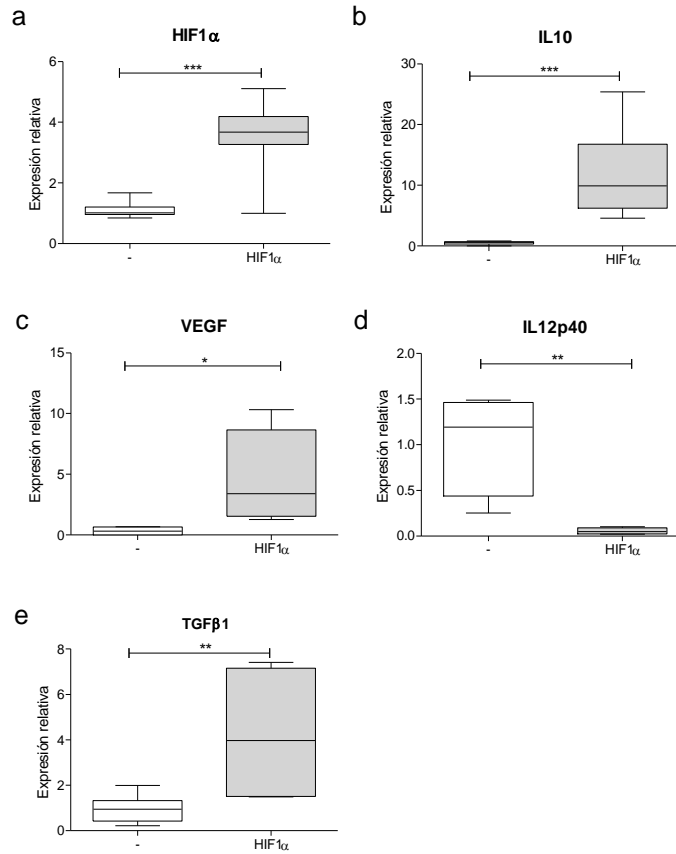 a
HIF1α
Expresión relativa
6
4
2
0
***
-
HIF1α
b
IL10
Expresión relativa
30
20
10
0
***
-
HIF1α
c
VEGF
Expresión relativa
15
10
5
0
*
-
HIF1α
d
IL12p40
Expresión relativa
2.0
1.5
1.0
0.5
0.0
**
-
HIF1α
e
TGFβ1
Expresión relativa
8
6
4
2
0
**
-
HIF1α